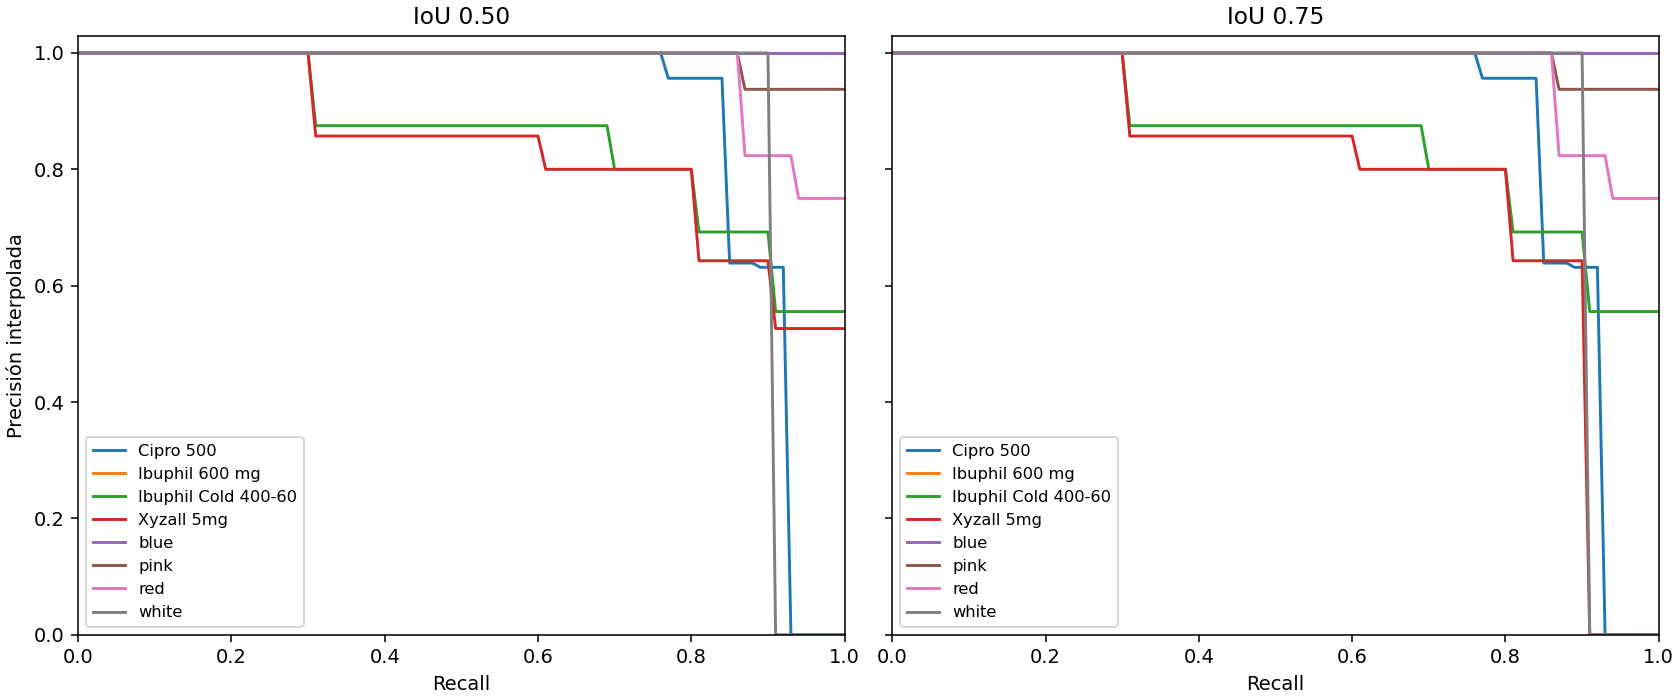 IoU 0.50
1.0
0.8
0.6
0.4
0.2
0.0
Precisión interpolada
Cipro 500
Ibuphil 600 mg
Ibuphil Cold 400-60
Xyzall 5mg
blue
pink
red
white
0.0 0.2 0.4 0.6 0.8 1.0
Recall
IoU 0.75
Cipro 500
Ibuphil 600 mg
Ibuphil Cold 400-60
Xyzall 5mg
blue
pink
red
white
0.0 0.2 0.4 0.6 0.8 1.0
Recall